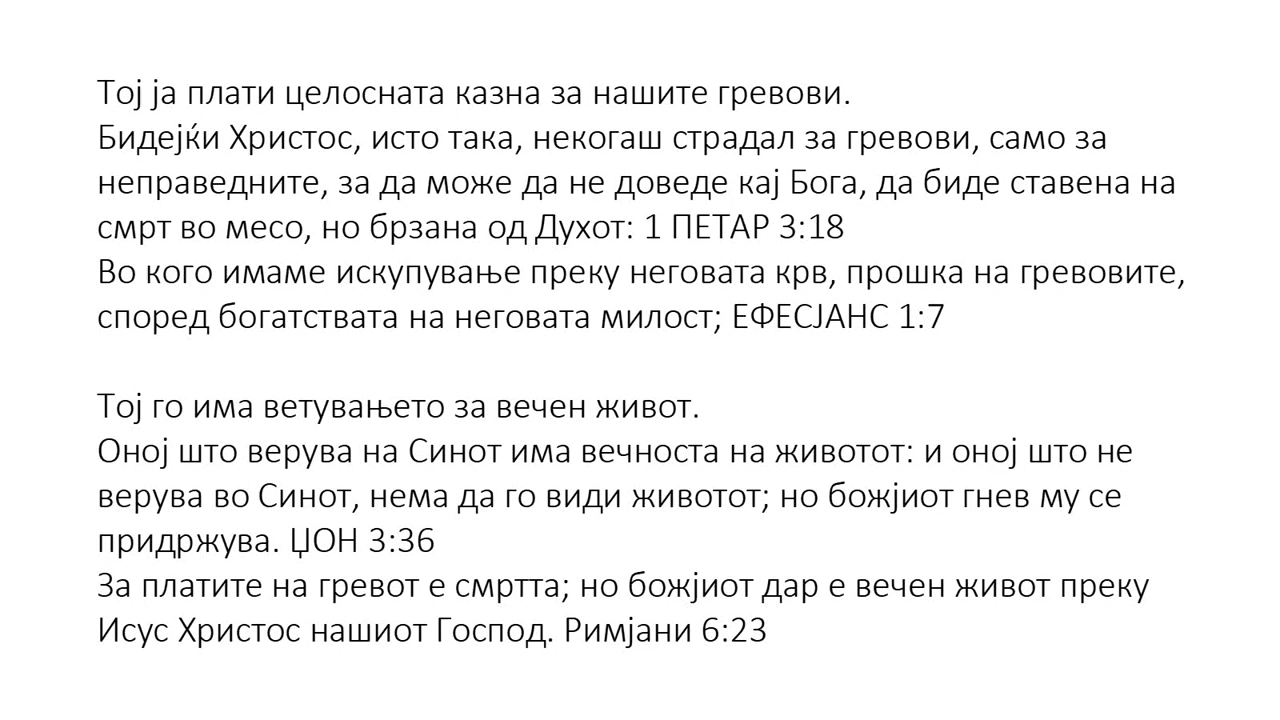 Тој ја плати целосната казна за нашите гревови.
Бидејќи Христос, исто така, некогаш страдал за гревови, само за
неправедните, за да може да не доведе кај Бога, да биде ставена на
смрт во месо, но брзана од Духот: 1 ПЕТАР 3:18
Во кого имаме искупување преку неговата крв, прошка на гревовите,
според богатствата на неговата милост; ЕФЕСЈАНС 1:7
Тој го има ветувањето за вечен живот.
Оној што верува на Синот има вечноста на животот: и оној што не
верува во Синот, нема да го види животот; но божјиот гнев му се
придржува. ЏОН 3:36
За платите на гревот е смртта; но божјиот дар е вечен живот преку
Исус Христос нашиот Господ. Римјани 6:23